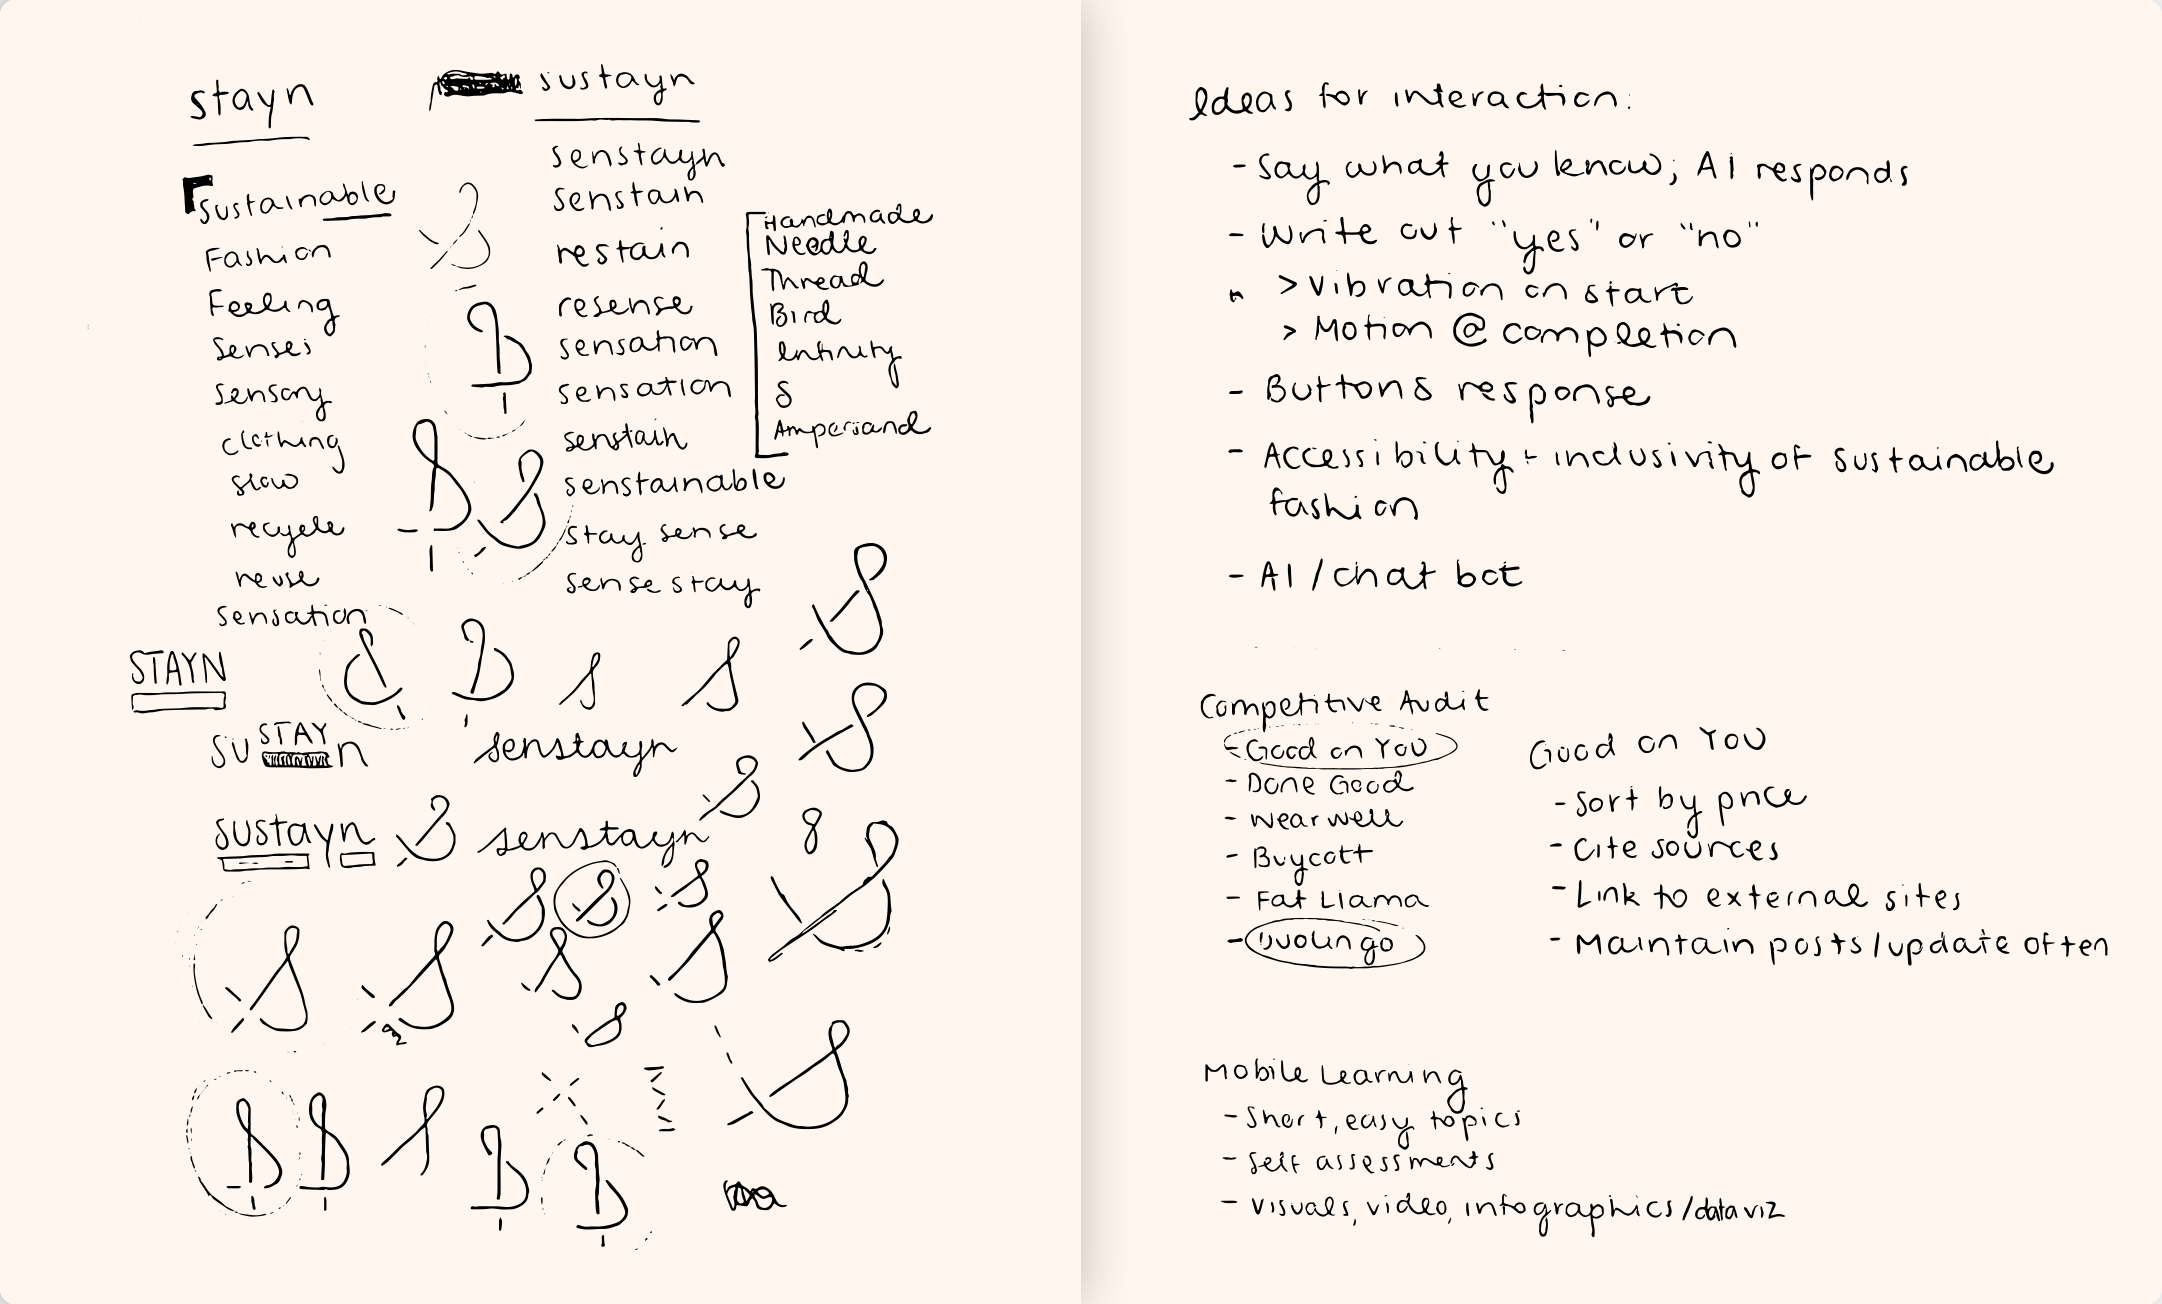 stayn
sustayn
Sustainable
Fashion
Feeling
Senses
Sensory
clothing
slow
recycle
reuse
Sensation
senstayn
senstain
restain
resense
sensation
sensation
senstain
senstainable
stay sense
sense stay
Handmade
Needle
Thread
Bird
Infinity
S
Ampersand
STAYN
SU STAY n
senstayn
sustayn
senstayn
8
Ideas for interaction:
- Say what you know; AI responds
- Write out "yes" or "no"
> Vibration on start
> Motion @ completion
- Buttons response
- Accessibility + inclusivity of sustainable
fashion
- AI / chat bot
Competitive Audit
- Good on You
- Done Good
- Wear well
- Buycott
- Fat Llama
- Duolingo
Good on You
- Sort by price
- Cite sources
- Link to external sites
- Maintain posts/update often
Mobile Learning
- Short, easy topics
- Self assessments
- Visuals, video, infographics/data viz